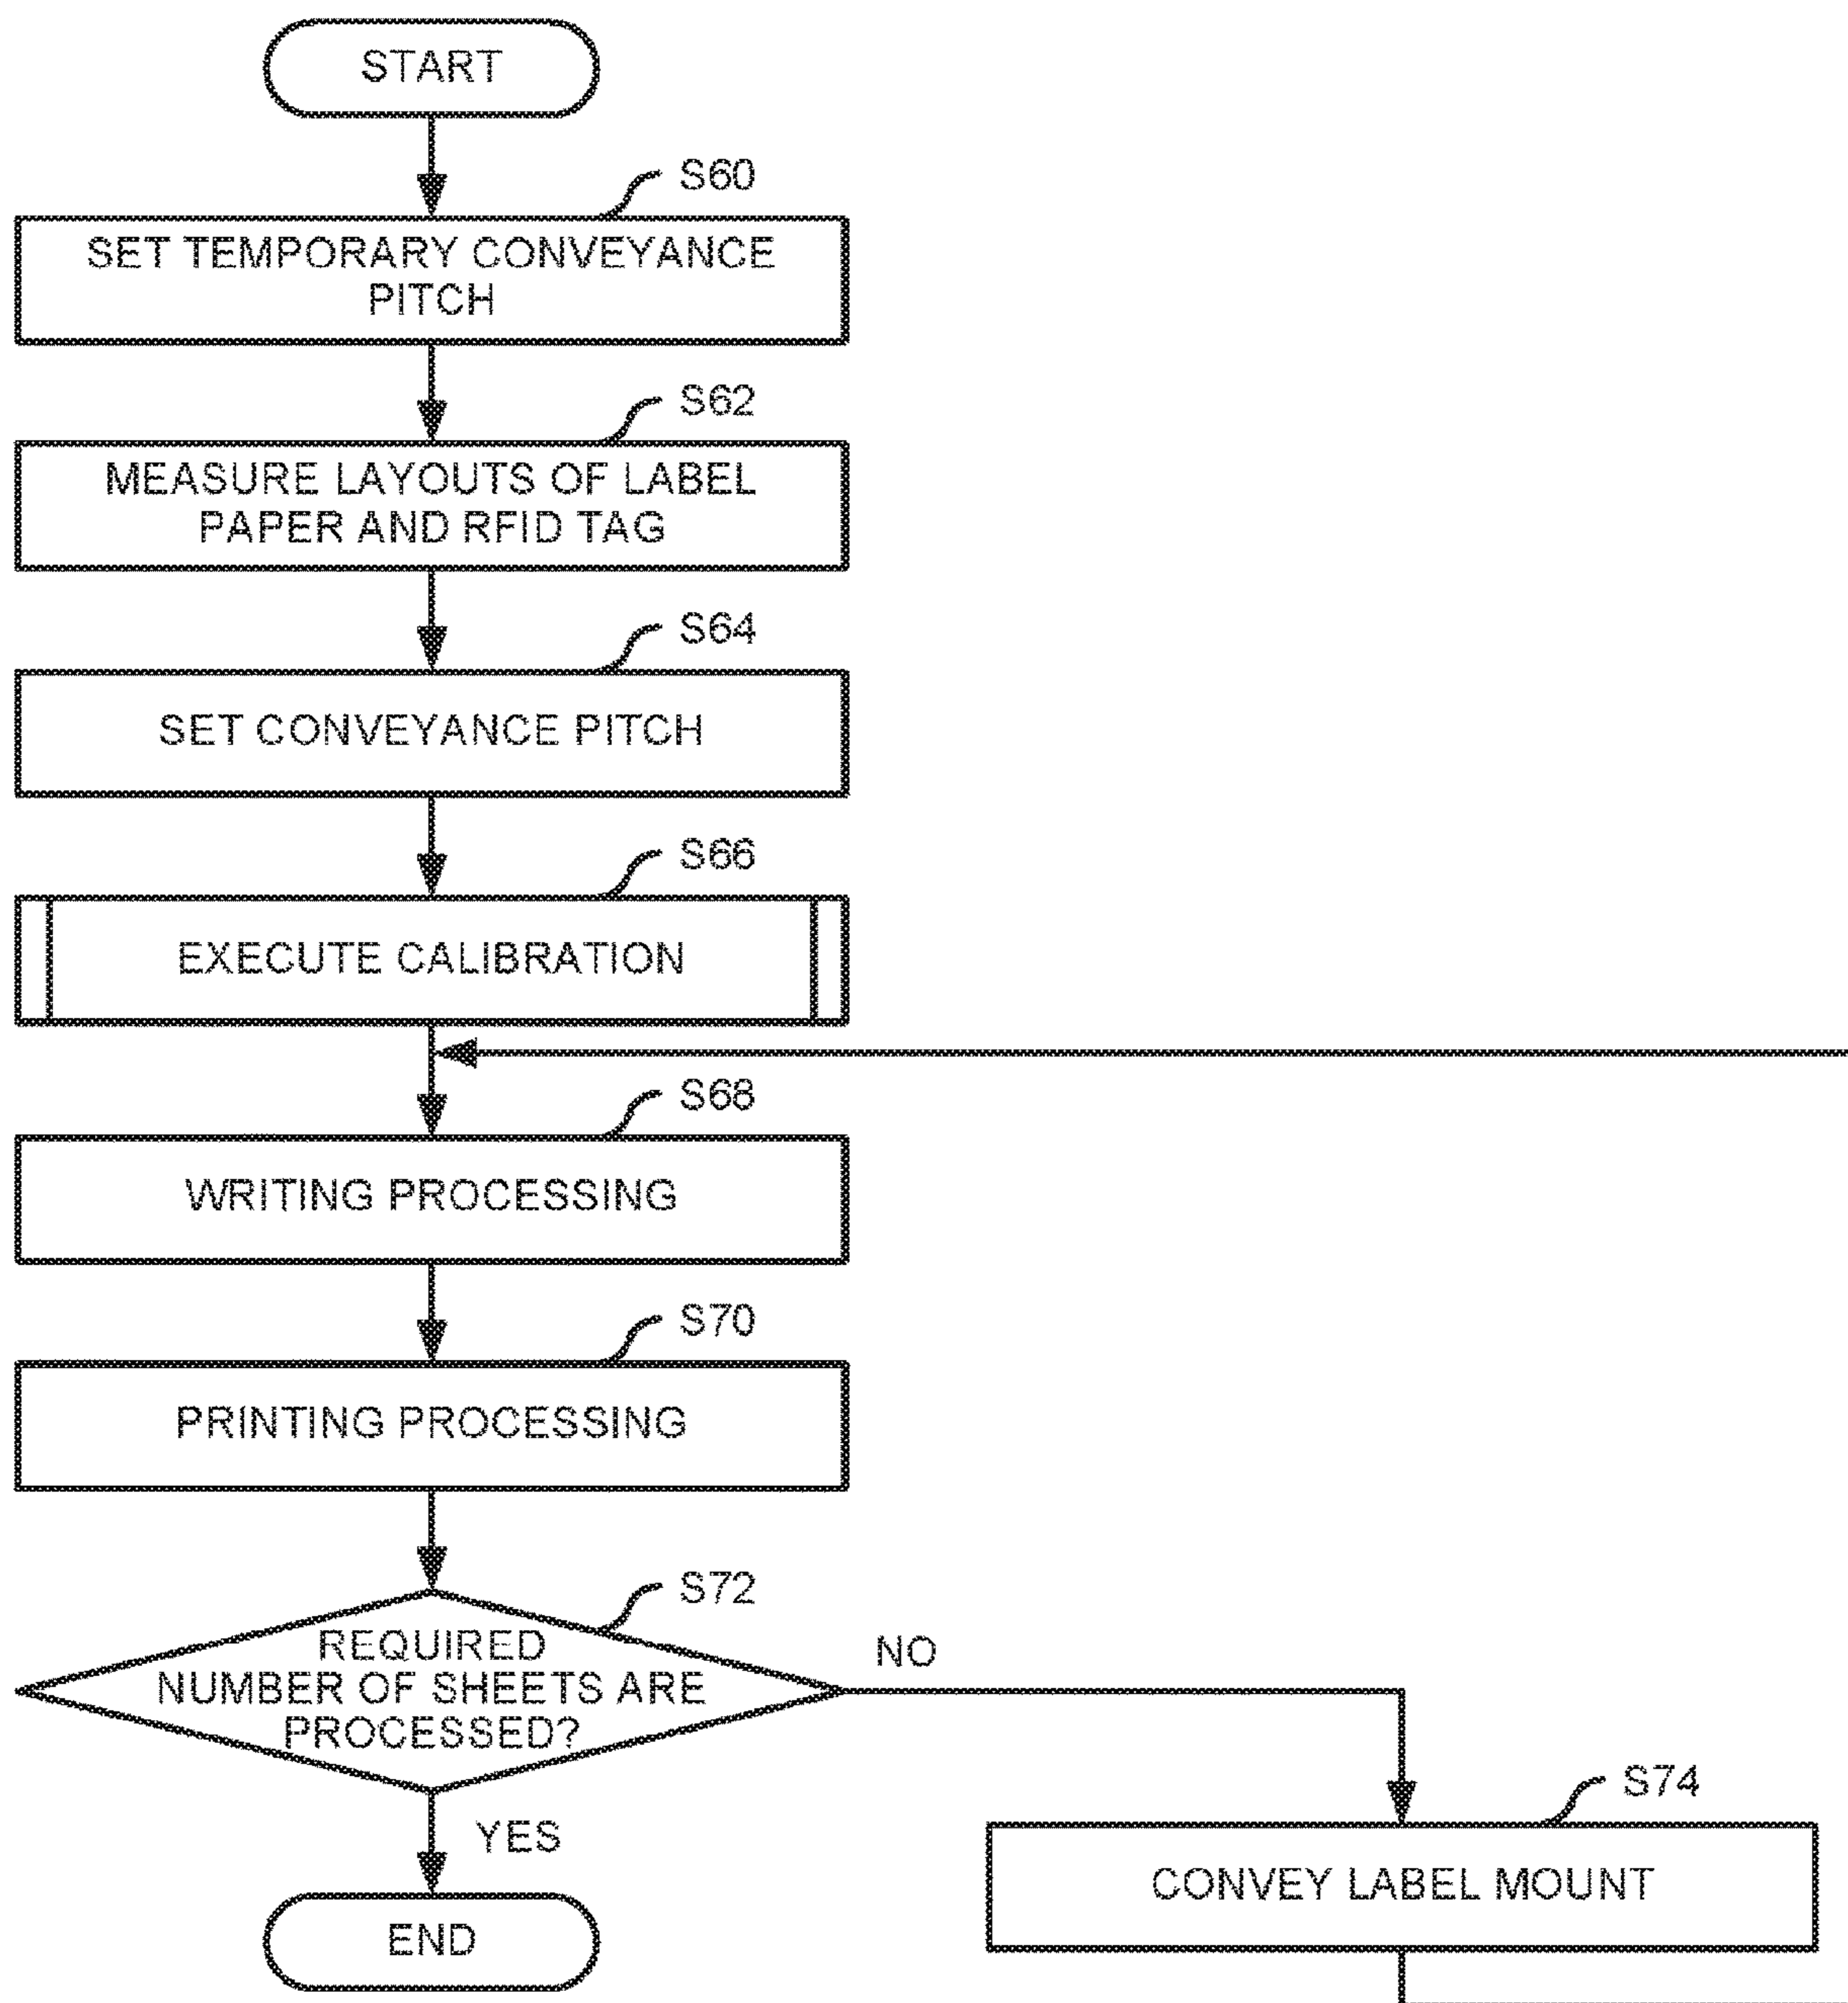 START
S60
SET TEMPORARY CONVEYANCE
PITCH
S62
MEASURE LAYOUTS OF LABEL
PAPER AND RFID TAG
S64
SET CONVEYANCE PITCH
S66
EXECUTE CALIBRATION
S68
WRITING PROCESSING
S70
PRINTING PROCESSING
S72
REQUIRED
NUMBER OF SHEETS ARE
PROCESSED?
NO
YES
S74
CONVEY LABEL MOUNT
END